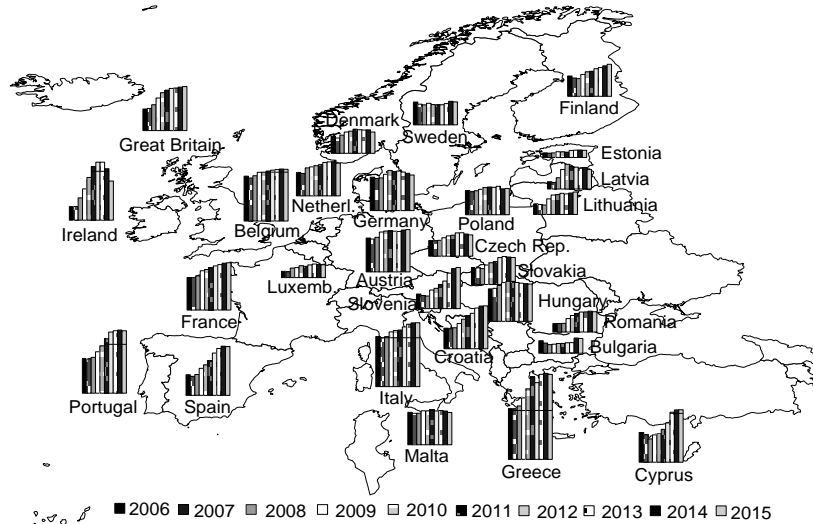 Finland
Denmark
Sweden
Great Britain
Estonia
Latvia
Netherl.
Lithuania
Germany
Poland
Ireland
Belgium
Czech Rep.
Slovakia
Luxemb.
Austria
Slovenia
Hungary
France
Romania
Croatia
Bulgaria
Portugal
Spain
Italy
Malta
Greece
Cyprus
2006 2007 2008 2009 2010 2011 2012 2013 2014 2015